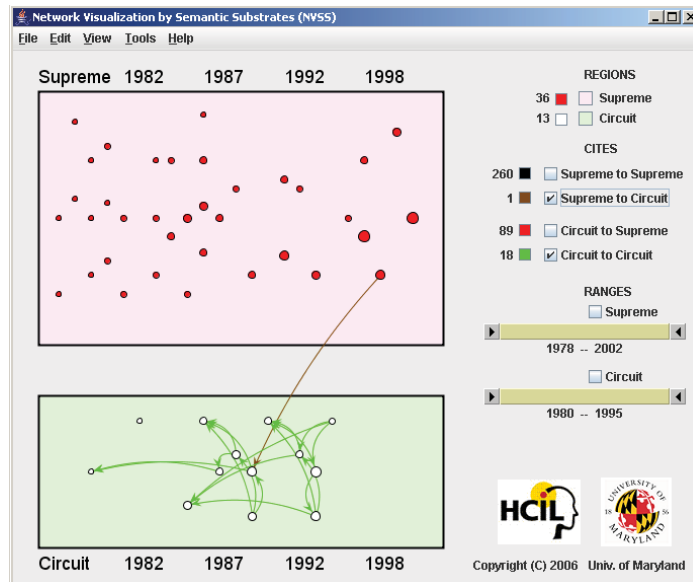 Network Visualization by Semantic Substrates (NVSS)
File Edit View Tools Help
Supreme 1982 1987 1992 1998
REGIONS
36 Supreme
13 Circuit
CITES
260 Supreme to Supreme
1 Supreme to Circuit
89 Circuit to Supreme
18 Circuit to Circuit
RANGES
Supreme
1978 -- 2002
Circuit
1980 -- 1995
HCIL
UNIVERSITY OF
18 56
MARYLAND
Circuit 1982 1987 1992 1998
Copyright (C) 2006 Univ. of Maryland